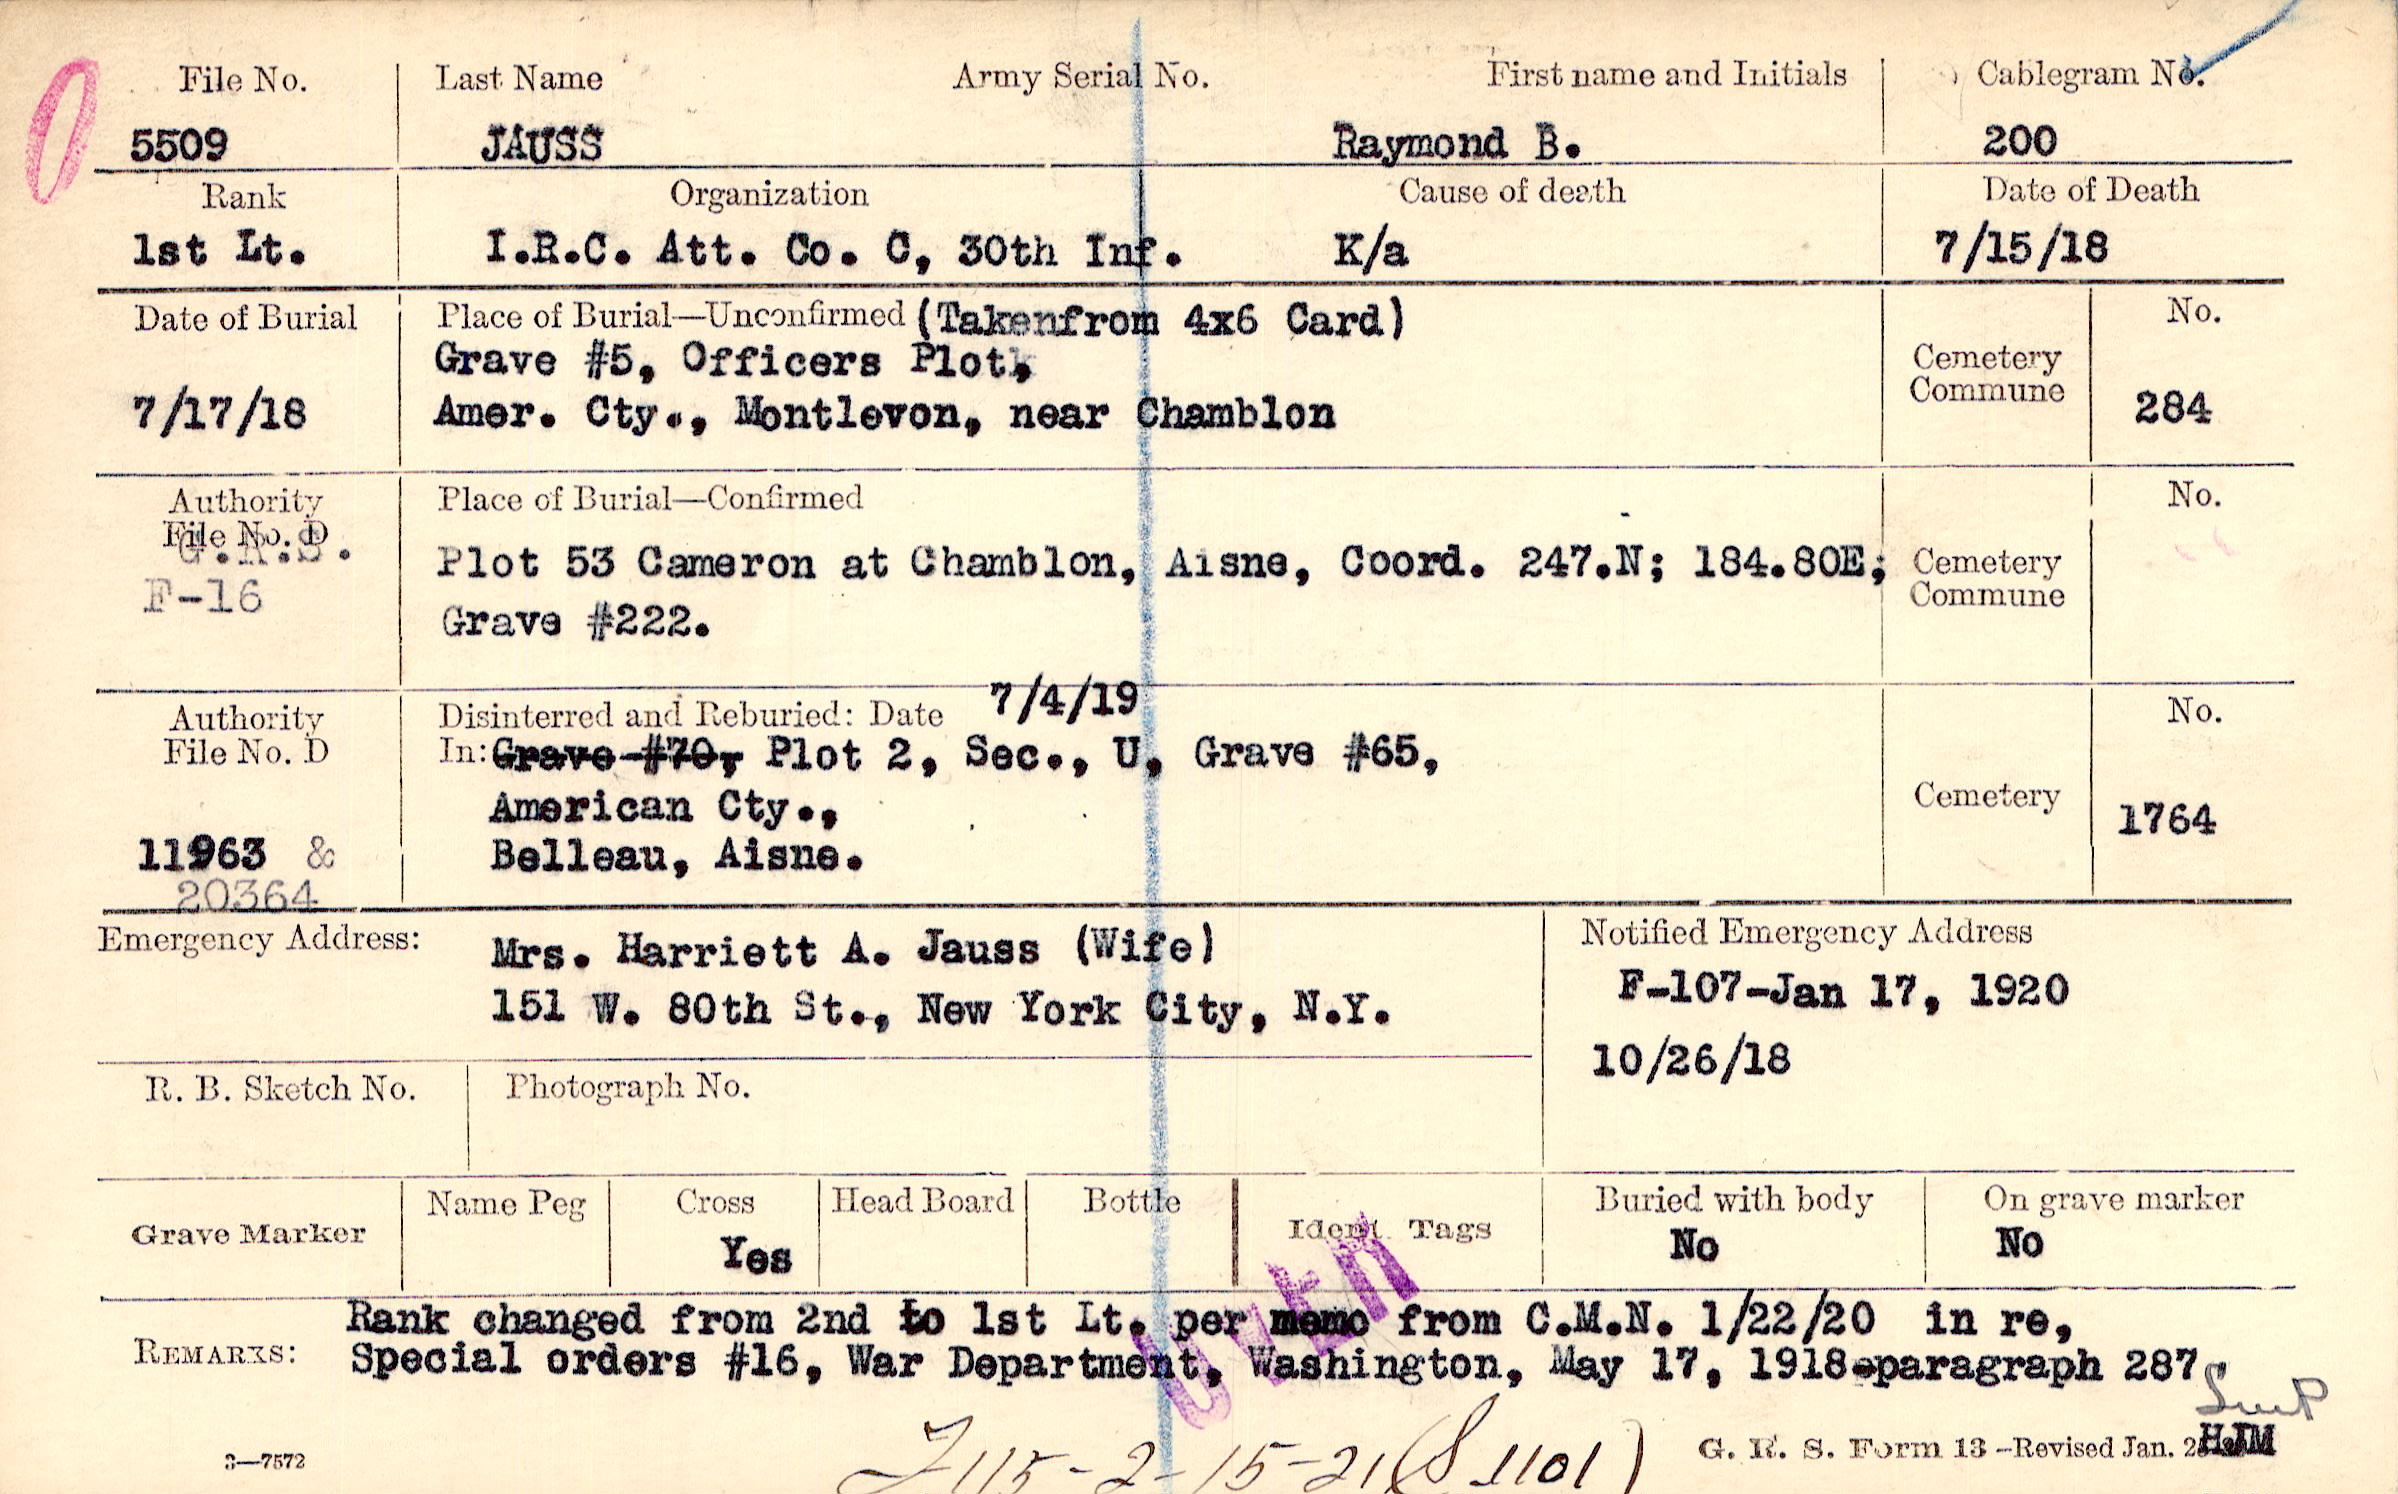 File No. Last Name Army Serial No. First name and Initials Cablegram No.
5509 JAUSS Raymond B. 200
Rank Organization Cause of death Date of Death
1st Lt. I.R.C. Att. Co. C, 30th Inf. K/a 7/15/18
Date of Burial Place of Burial—Unconfirmed (Takenfrom 4x6 Card) No.
Grave #5, Officers Plot, Cemetery
Commune
7/17/18 Amer. Cty., Montlevon, near Chamblon 284
Authority Place of Burial—Confirmed No.
File No. D
G.R.S.
Plot 53 Cameron at Chamblon, Aisne, Coord. 247.N; 184.80E; Cemetery
F-16 Commune
Grave #222.
Authority Disinterred and Reburied: Date 7/4/19 No.
File No. D In: Grave #70, Plot 2, Sec., U, Grave #65,
American Cty., Cemetery 1764
11963 & Belleau, Aisne.
20364
Emergency Address: Mrs. Harriett A. Jauss (Wife) Notified Emergency Address
151 W. 80th St., New York City, N.Y. F-107-Jan 17, 1920
10/26/18
R. B. Sketch No. Photograph No.
Grave Marker Name Peg Cross Head Board Bottle Ident. Tags Buried with body On grave marker
Yes No No
Rank changed from 2nd to 1st Lt. per memo from C.M.N. 1/22/20 in re,
REMARKS: Special orders #16, War Department, Washington, May 17, 1918-paragraph 287
HJM
3—7572 G. R. S. Form 13 -Revised Jan. 2
7115-2-15-21 (S 1101)